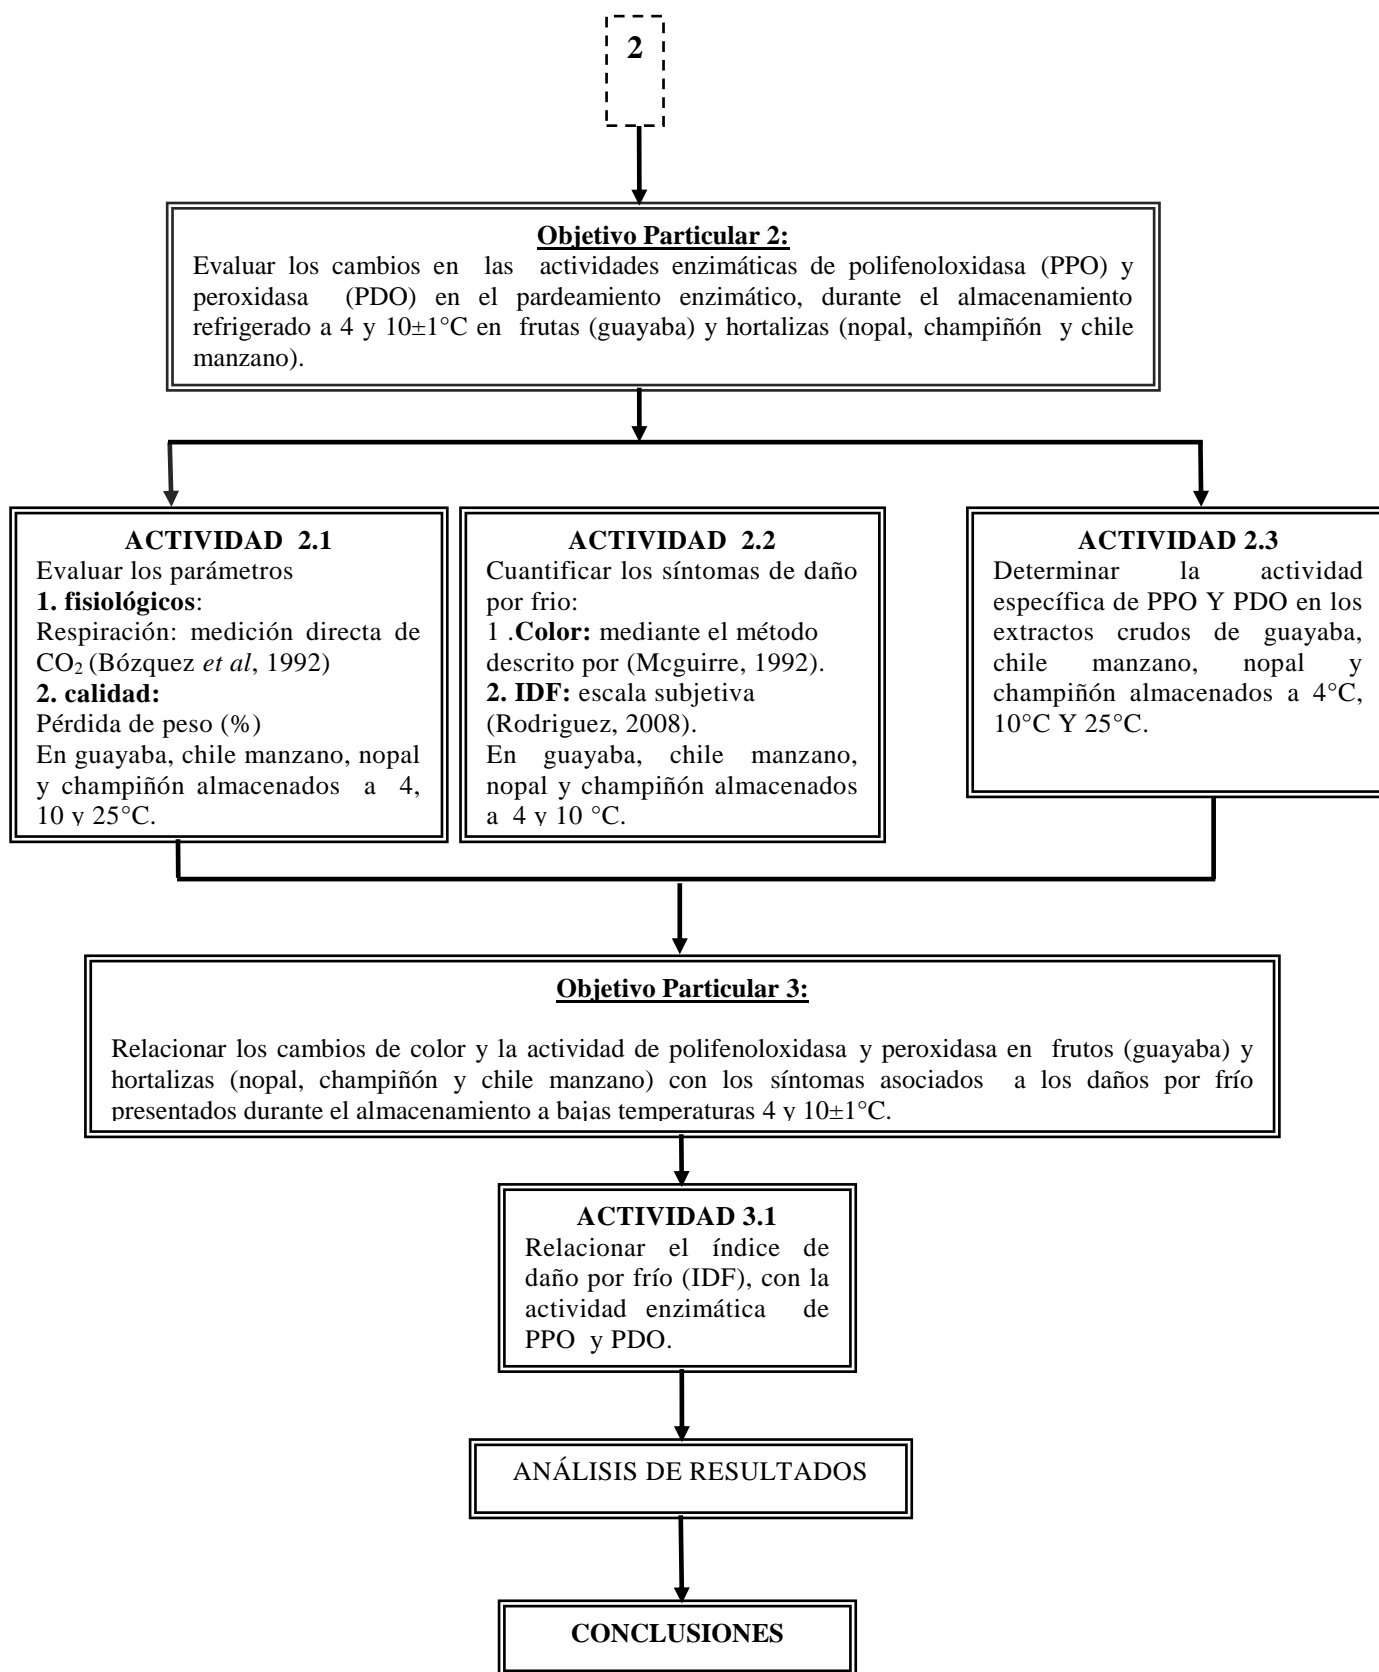 2
Objetivo Particular 2:
Evaluar los cambios en las actividades enzimáticas de polifenoloxidasa (PPO) y
peroxidasa (PDO) en el pardeamiento enzimático, durante el almacenamiento
refrigerado a 4 y 10±1°C en frutas (guayaba) y hortalizas (nopal, champiñón y chile
manzano).
ACTIVIDAD 2.1
Evaluar los parámetros
1. fisiológicos:
Respiración: medición directa de
CO₂ (Bózquez et al, 1992)
2. calidad:
Pérdida de peso (%)
En guayaba, chile manzano, nopal
y champiñón almacenados a 4,
10 y 25°C.
ACTIVIDAD 2.2
Cuantificar los síntomas de daño
por frio:
1 .Color: mediante el método
descrito por (Mcguirre, 1992).
2. IDF: escala subjetiva
(Rodriguez, 2008).
En guayaba, chile manzano,
nopal y champiñón almacenados
a 4 y 10 °C.
ACTIVIDAD 2.3
Determinar la actividad
específica de PPO Y PDO en los
extractos crudos de guayaba,
chile manzano, nopal y
champiñón almacenados a 4°C,
10°C Y 25°C.
Objetivo Particular 3:
Relacionar los cambios de color y la actividad de polifenoloxidasa y peroxidasa en frutos (guayaba) y
hortalizas (nopal, champiñón y chile manzano) con los síntomas asociados a los daños por frío
presentados durante el almacenamiento a bajas temperaturas 4 y 10±1°C.
ACTIVIDAD 3.1
Relacionar el índice de
daño por frío (IDF), con la
actividad enzimática de
PPO y PDO.
ANÁLISIS DE RESULTADOS
CONCLUSIONES